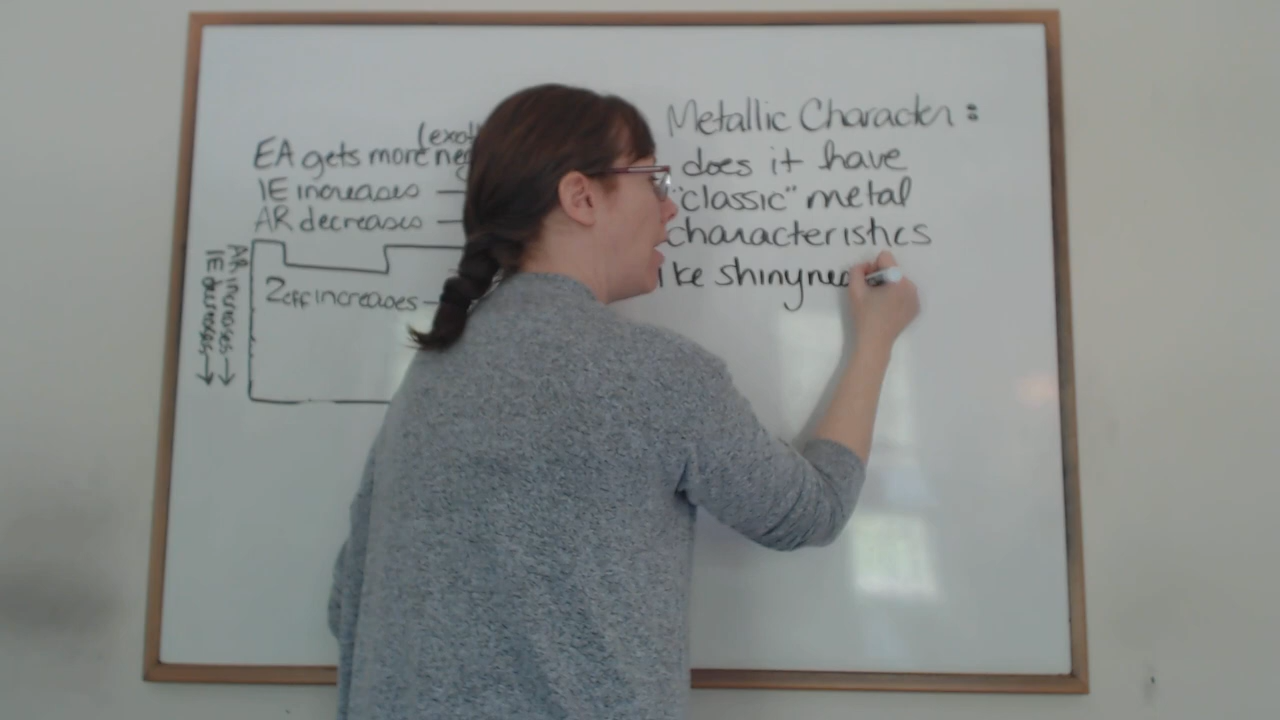 (exo
EA gets more neg
IE increases
AR decreases
AR increases →
IE decreases →
Zeff increases
Metallic Character:
does it have
"classic" metal
characteristics
ke shinyne